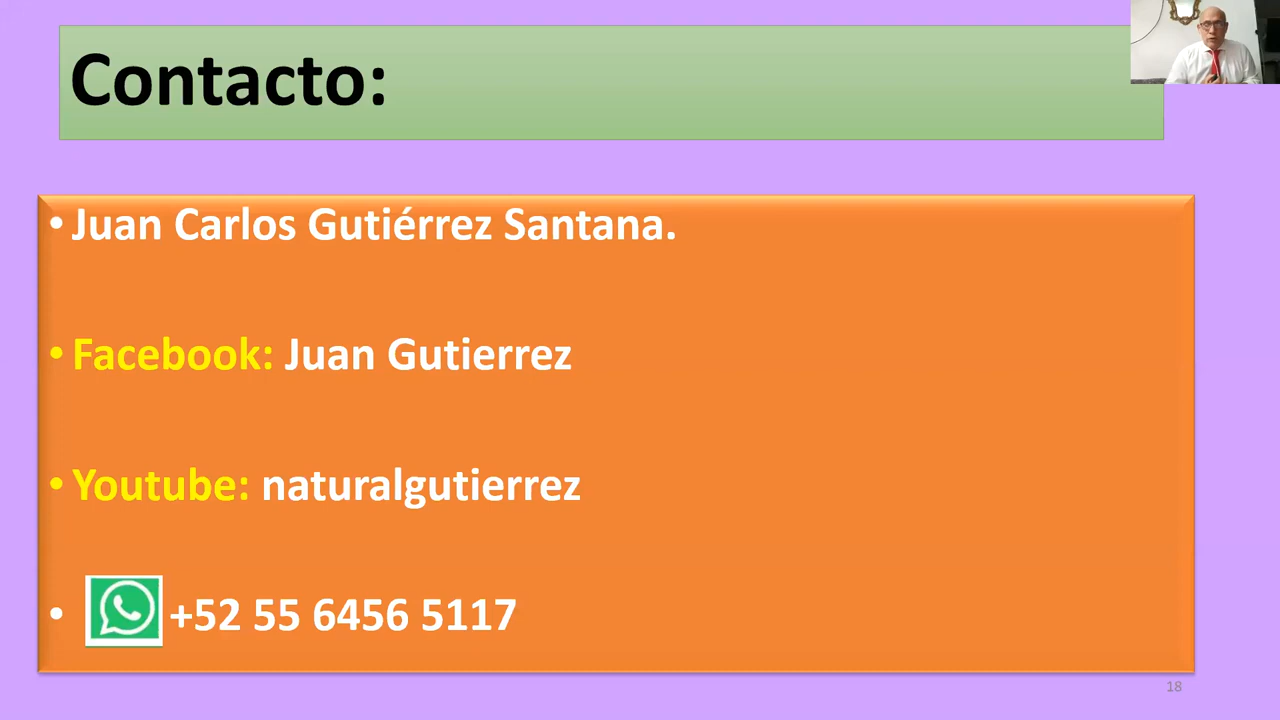 Contacto:
• Juan Carlos Gutiérrez Santana.
• Facebook: Juan Gutierrez
• Youtube: naturalgutierrez
• +52 55 6456 5117
18